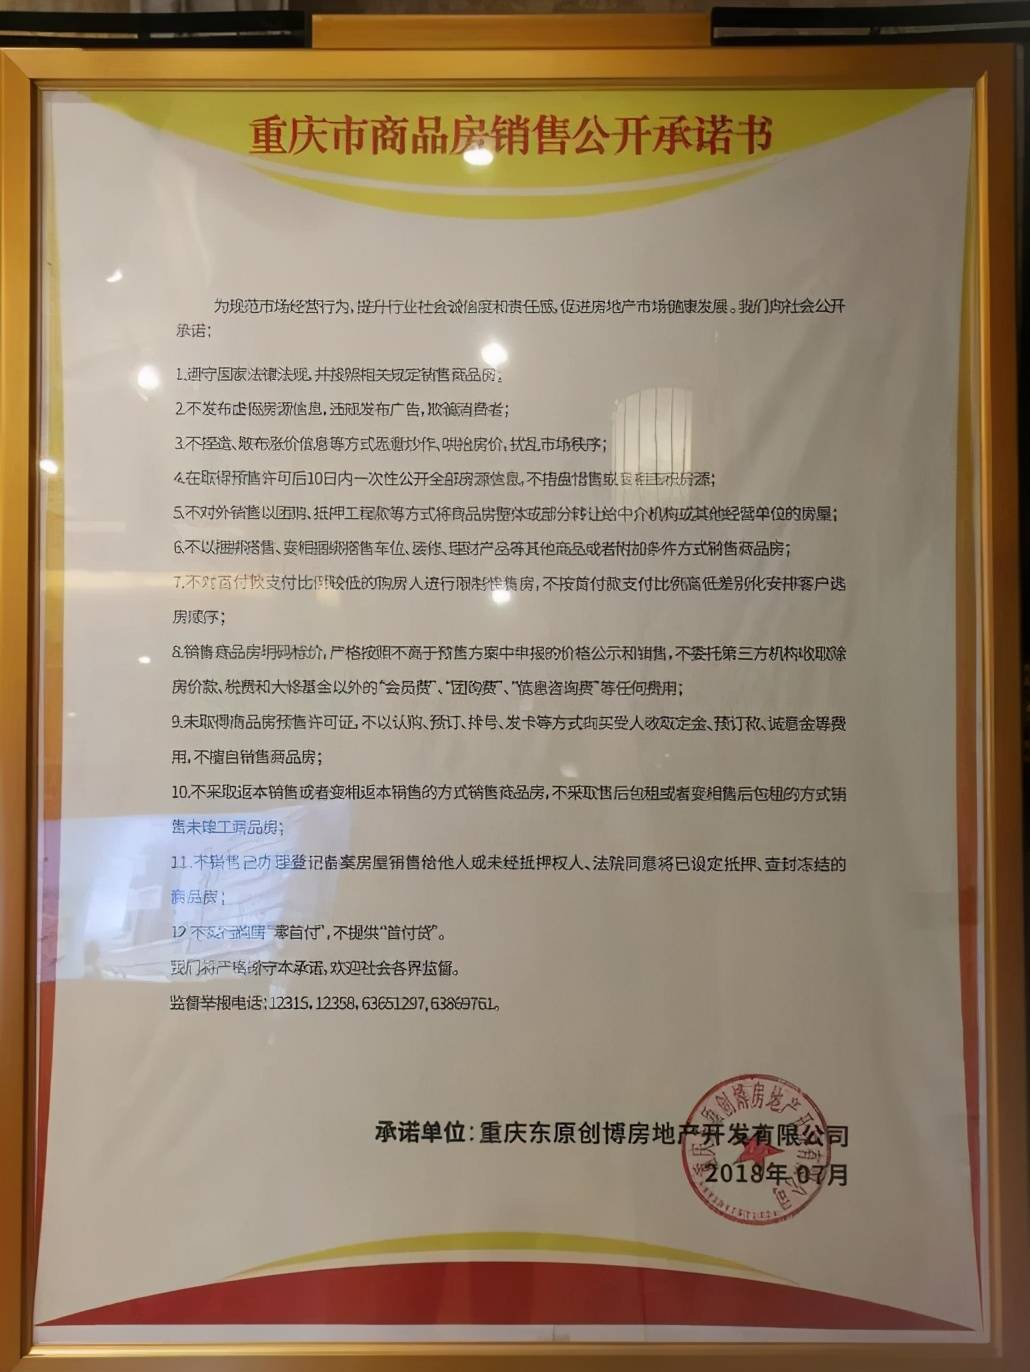 重庆市商品房销售公开承诺书
为规范市场经营行为,提升行业社会诚信度和责任感,促进房地产市场健康发展。我们向社会公开
承诺:
1.遵守国家法律法规,并按照相关规定销售商品房。
2.不发布虚假房源信息,违规发布广告,欺骗消费者;
3.不捏造、散布涨价信息等方式恶意炒作、哄抬房价,扰乱市场秩序;
4.在取得预售许可后10日内一次性公开全部房源信息,不捂盘惜售或变相囤积房源;
5.不对外销售以团购、抵押工程款等方式将商品房整体或部分转让给中介机构或其他经营单位的房屋;
6.不以捆绑搭售、变相捆绑搭售车位、装修、理财产品等其他商品或者附加条件方式销售商品房;
7.不对首付款支付比例较低的购房人进行限制性售房,不按首付款支付比例高低差别化安排客户选
房顺序;
8.销售商品房明码标价,严格按照不高于预售方案中申报的价格公示和销售,不委托第三方机构收取除
房价款、税费和大修基金以外的“会员费”、“团购费”、“信息咨询费”等任何费用;
9.未取得商品房预售许可证,不以认购、预订、排号、发卡等方式向买受人收取定金、预订款、诚意金等费
用,不擅自销售商品房;
10.不采取返本销售或者变相返本销售的方式销售商品房,不采取售后包租或者变相售后包租的方式销
售未竣工商品房;
11.不销售已办理登记备案房屋销售给他人或未经抵押权人、法院同意将已设定抵押、查封冻结的
商品房;
12.不实行购房“零首付”,不提供“首付贷”。
我们将严格遵守本承诺,欢迎社会各界监督。
监督举报电话:12315,12358,63651297,63869761。
承诺单位:重庆东原创博房地产开发有限公司
2018年07月